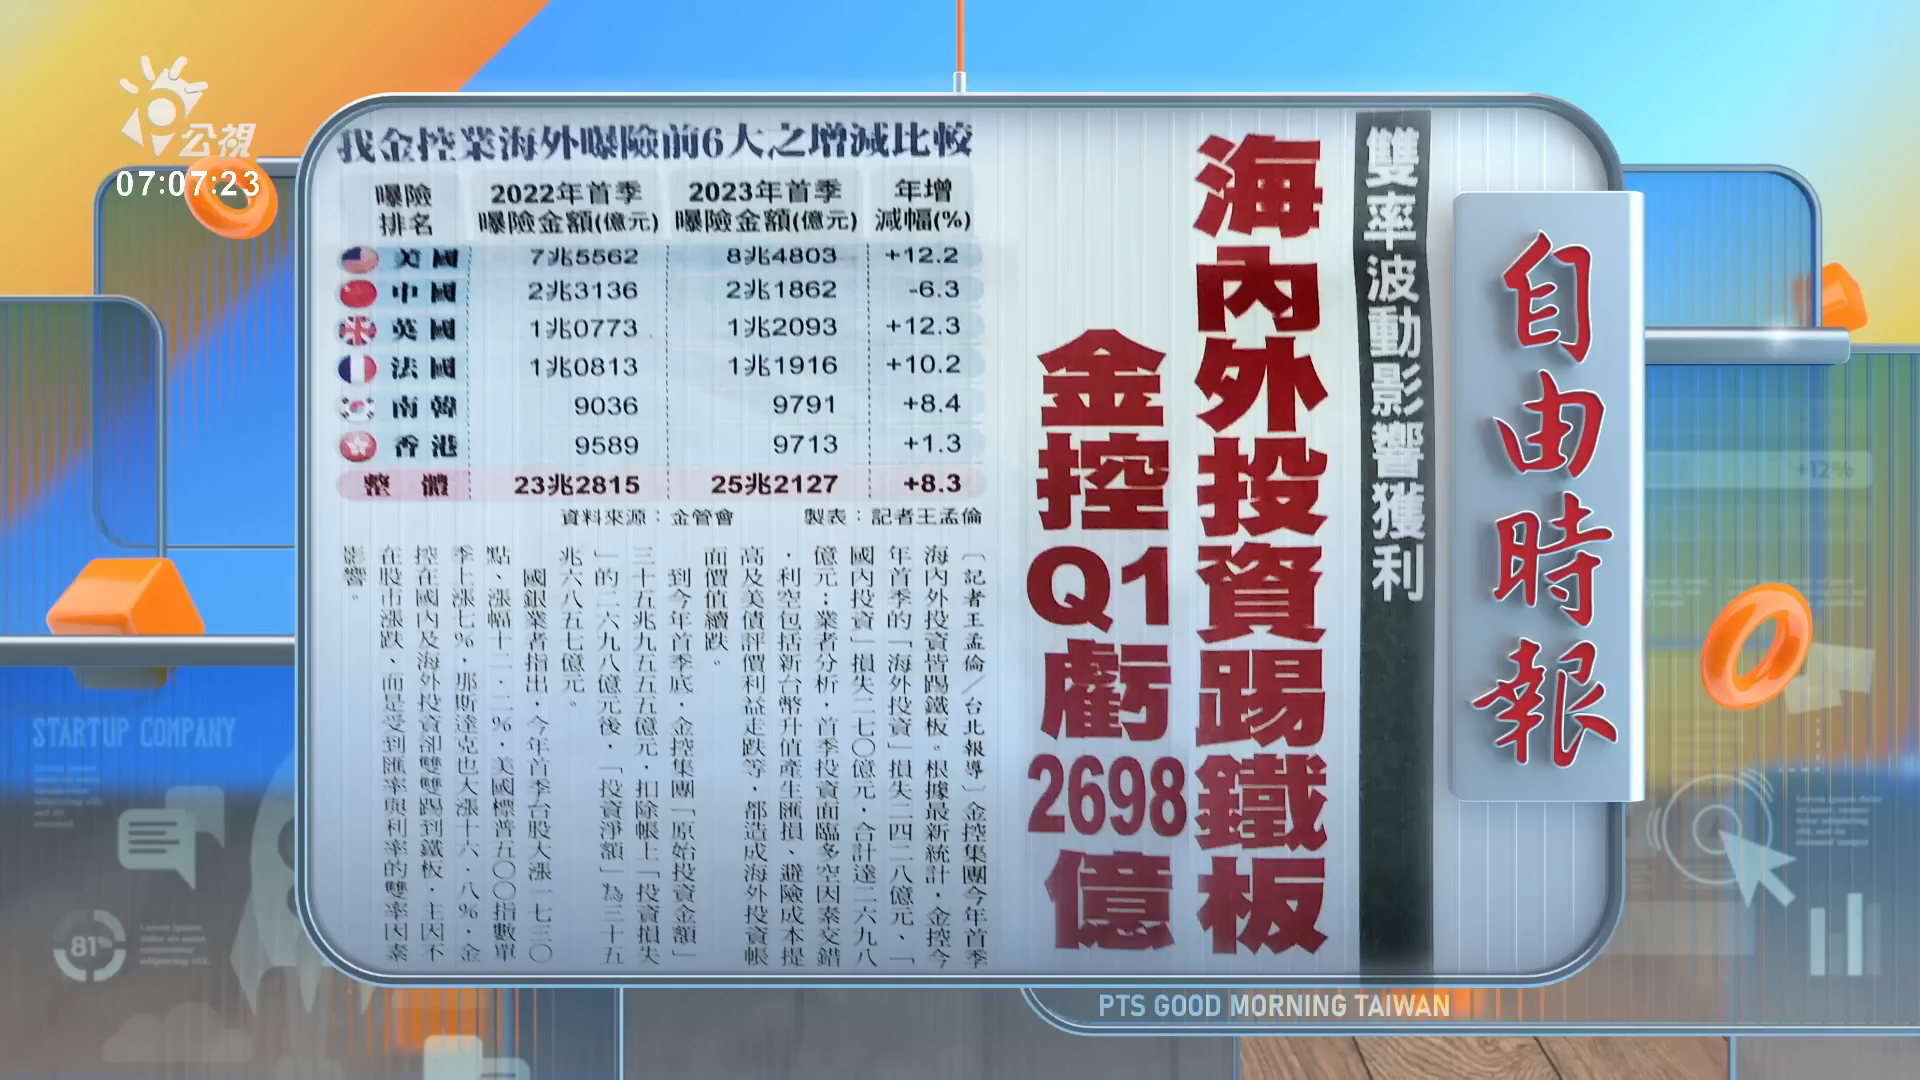 公視
07:07:23
自由時報
雙率波動影響獲利
海內外投資踢鐵板
金控Q1虧2698億
我金控業海外曝險前6大之增減比較
曝險排名 2022年首季曝險金額(億元) 2023年首季曝險金額(億元) 年增減幅(%)
美國 7兆5562 8兆4803 +12.2
中國 2兆3136 2兆1862 -6.3
英國 1兆0773 1兆2093 +12.3
法國 1兆0813 1兆1916 +10.2
南韓 9036 9791 +8.4
香港 9589 9713 +1.3
整體 23兆2815 25兆2127 +8.3
資料來源：金管會 製表：記者王孟倫
〔記者王孟倫／台北報導〕金控集團今年首季
海內外投資皆踢鐵板。根據最新統計，金控今
年首季的「海外投資」損失二四二八億元、「
國內投資」損失二七○億元，合計達二六九八
億元；業者分析，首季投資面臨多空因素交錯
，利空包括新台幣升值產生匯損、避險成本提
高及美債評價利益走跌等，都造成海外投資帳
面價值續跌。
到今年首季底，金控集團「原始投資金額」
三十五兆九五五五億元，扣除帳上「投資損失
」的二六九八億元後，「投資淨額」為三十五
兆六八五七億元。
國銀業者指出，今年首季台股大漲一七三○
點、漲幅十二．二％，美國標普五○○指數單
季上漲七％，那斯達克也大漲十六．八％，金
控在國內及海外投資卻雙雙踢到鐵板，主因不
在股市漲跌、而是受到匯率與利率的雙率因素
影響。
STARTUP COMPANY
81%
+12%
PTS GOOD MORNING TAIWAN